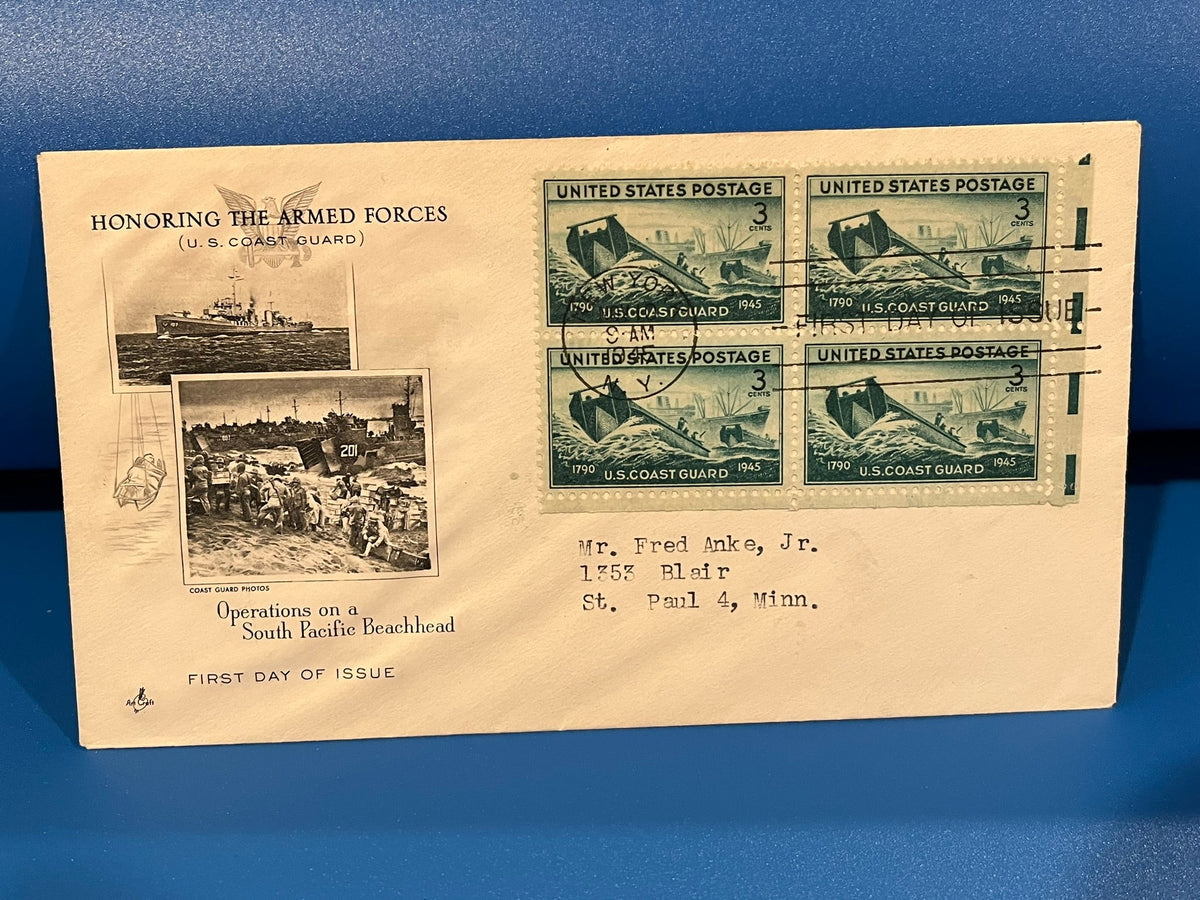 HONORING THE ARMED FORCES
(U. S. COAST GUARD)
201
COAST GUARD PHOTOS
Operations on a
South Pacific Beachhead
FIRST DAY OF ISSUE
Art Craft
UNITED STATES POSTAGE
3
CENTS
1790 U.S. COAST GUARD 1945
UNITED STATES POSTAGE
3
CENTS
1790 U.S. COAST GUARD 1945
UNITED STATES POSTAGE
3
CENTS
1790 U.S. COAST GUARD 1945
UNITED STATES POSTAGE
3
CENTS
1790 U.S. COAST GUARD 1945
NEW YORK
9 AM
1945
N. Y.
FIRST DAY OF ISSUE
Mr. Fred Anke, Jr.
1353 Blair
St. Paul 4, Minn.